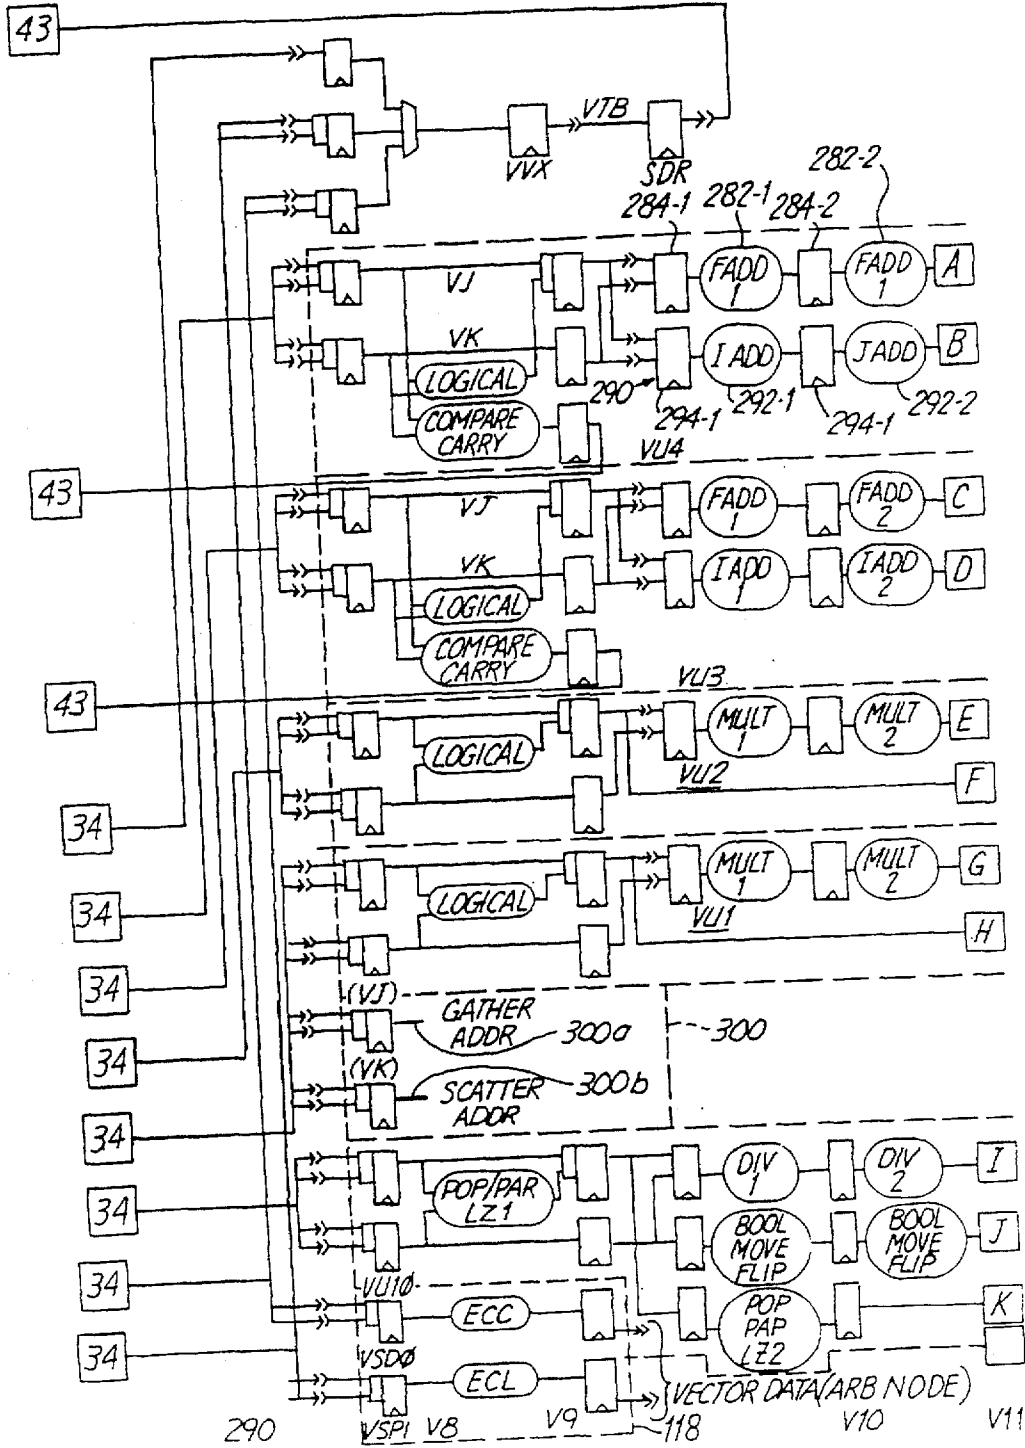 43
VTB
VVX
SDR
282-2
284-1
282-1
284-2
FADD 1
FADD 1
A
VJ
VK
I ADD
JADD
B
LOGICAL
290
294-1
292-1
294-1
292-2
COMPARE CARRY
VU4
43
VJ
FADD 1
FADD 2
C
VK
IADD 1
IADD 2
D
LOGICAL
COMPARE CARRY
VU3
43
MULT 1
MULT 2
E
LOGICAL
VU2
F
34
MULT 1
MULT 2
G
LOGICAL
VU1
34
H
34
(VJ)
GATHER ADDR
300a
300
34
(VK)
SCATTER ADDR
300b
34
DIV 1
DIV 2
I
POP/PAR LZ1
34
BOOL MOVE FLIP
BOOL MOVE FLIP
J
34
VU1Ø
ECC
POP PAP LZ2
K
34
VSDØ
ECL
VECTOR DATA (ARB NODE)
290
VSP1
V8
V9
118
V10
V11